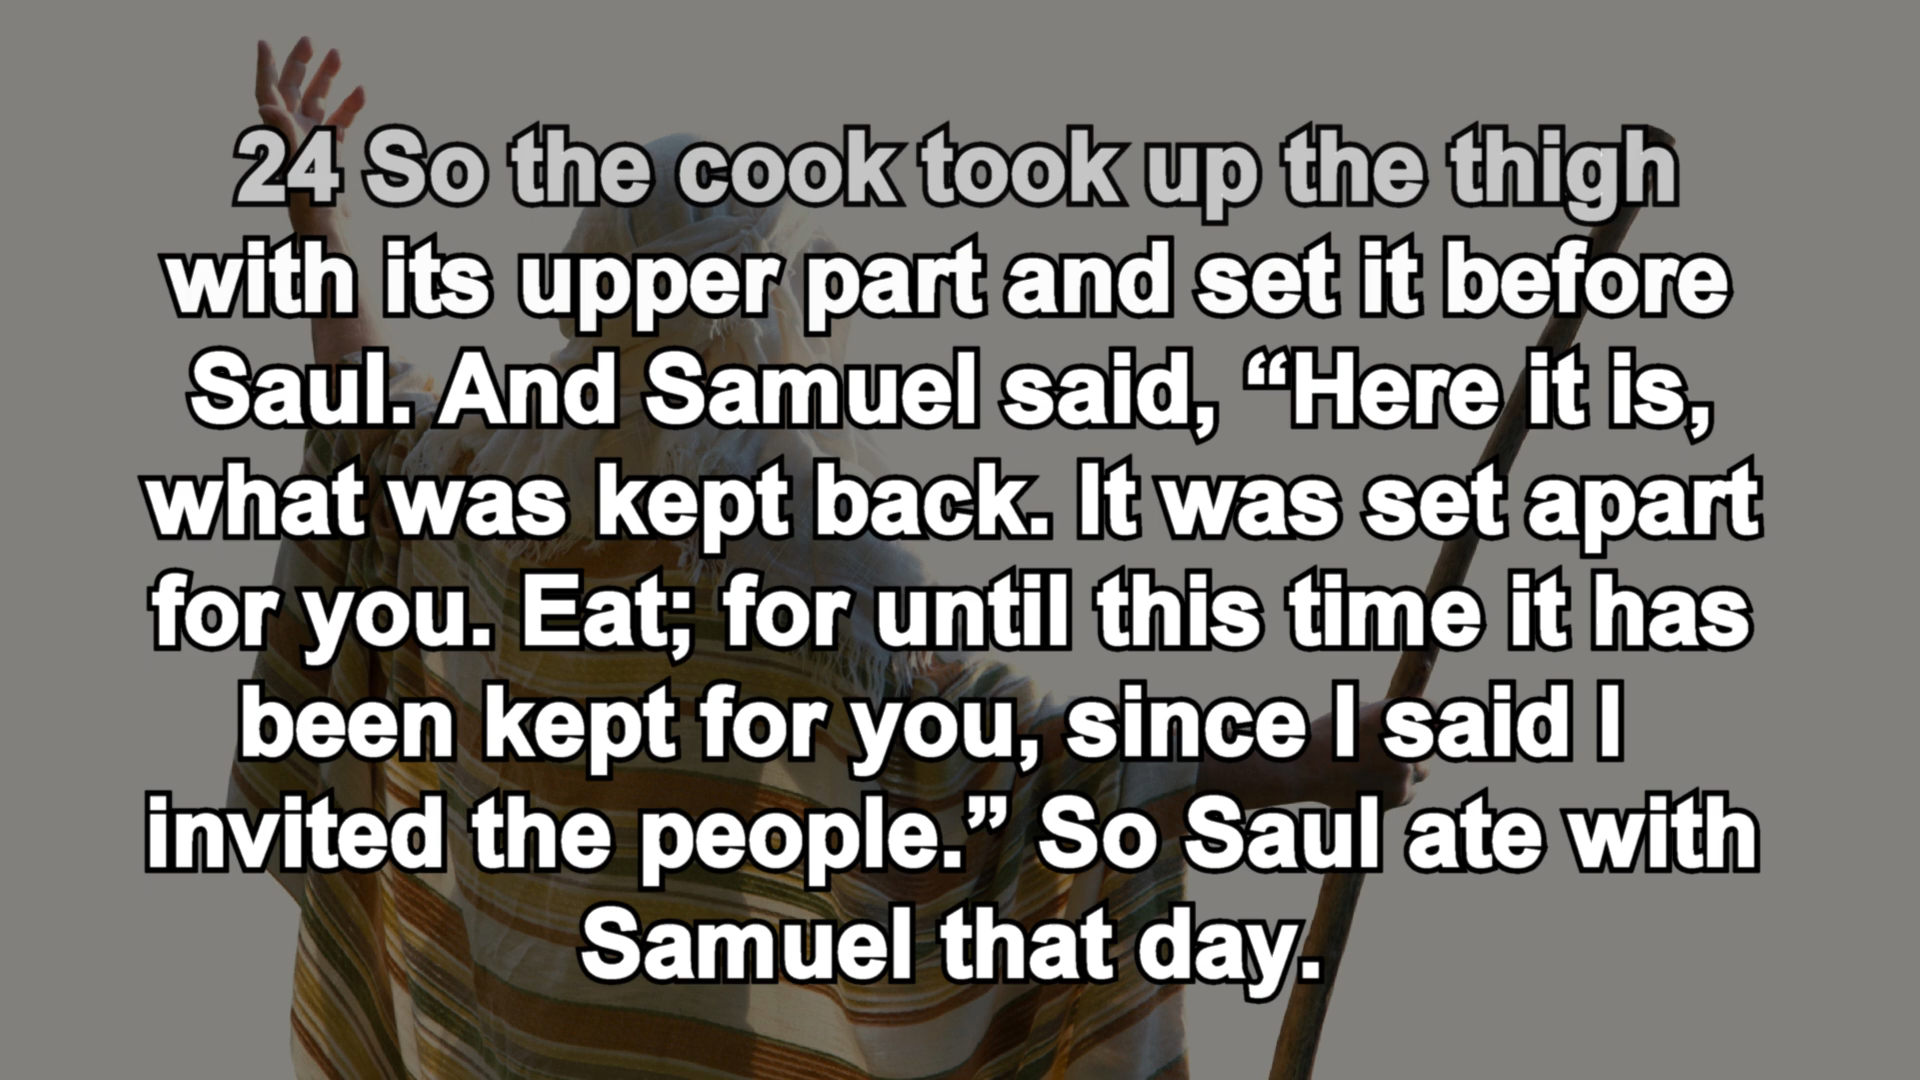 24 So the cook took up the thigh
with its upper part and set it before
Saul. And Samuel said, “Here it is,
what was kept back. It was set apart
for you. Eat; for until this time it has
been kept for you, since I said I
invited the people.” So Saul ate with
Samuel that day.